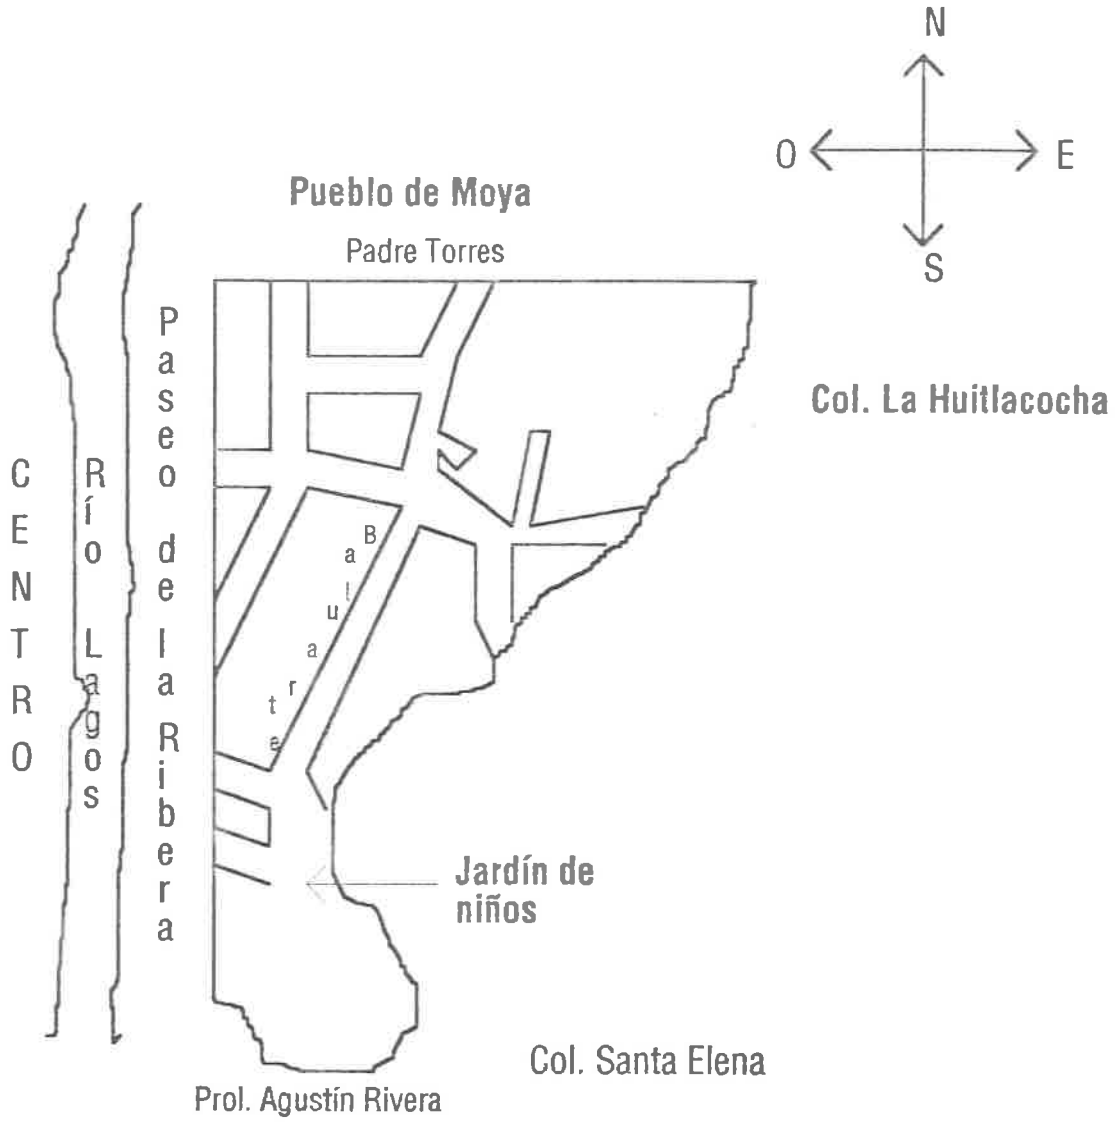 N
O
E
S
Pueblo de Moya
Padre Torres
Col. La Huitlacocha
CENTRO
Río Lagos
Paseo de la Ribera
Baluarte
Jardín de
niños
Col. Santa Elena
Prol. Agustín Rivera